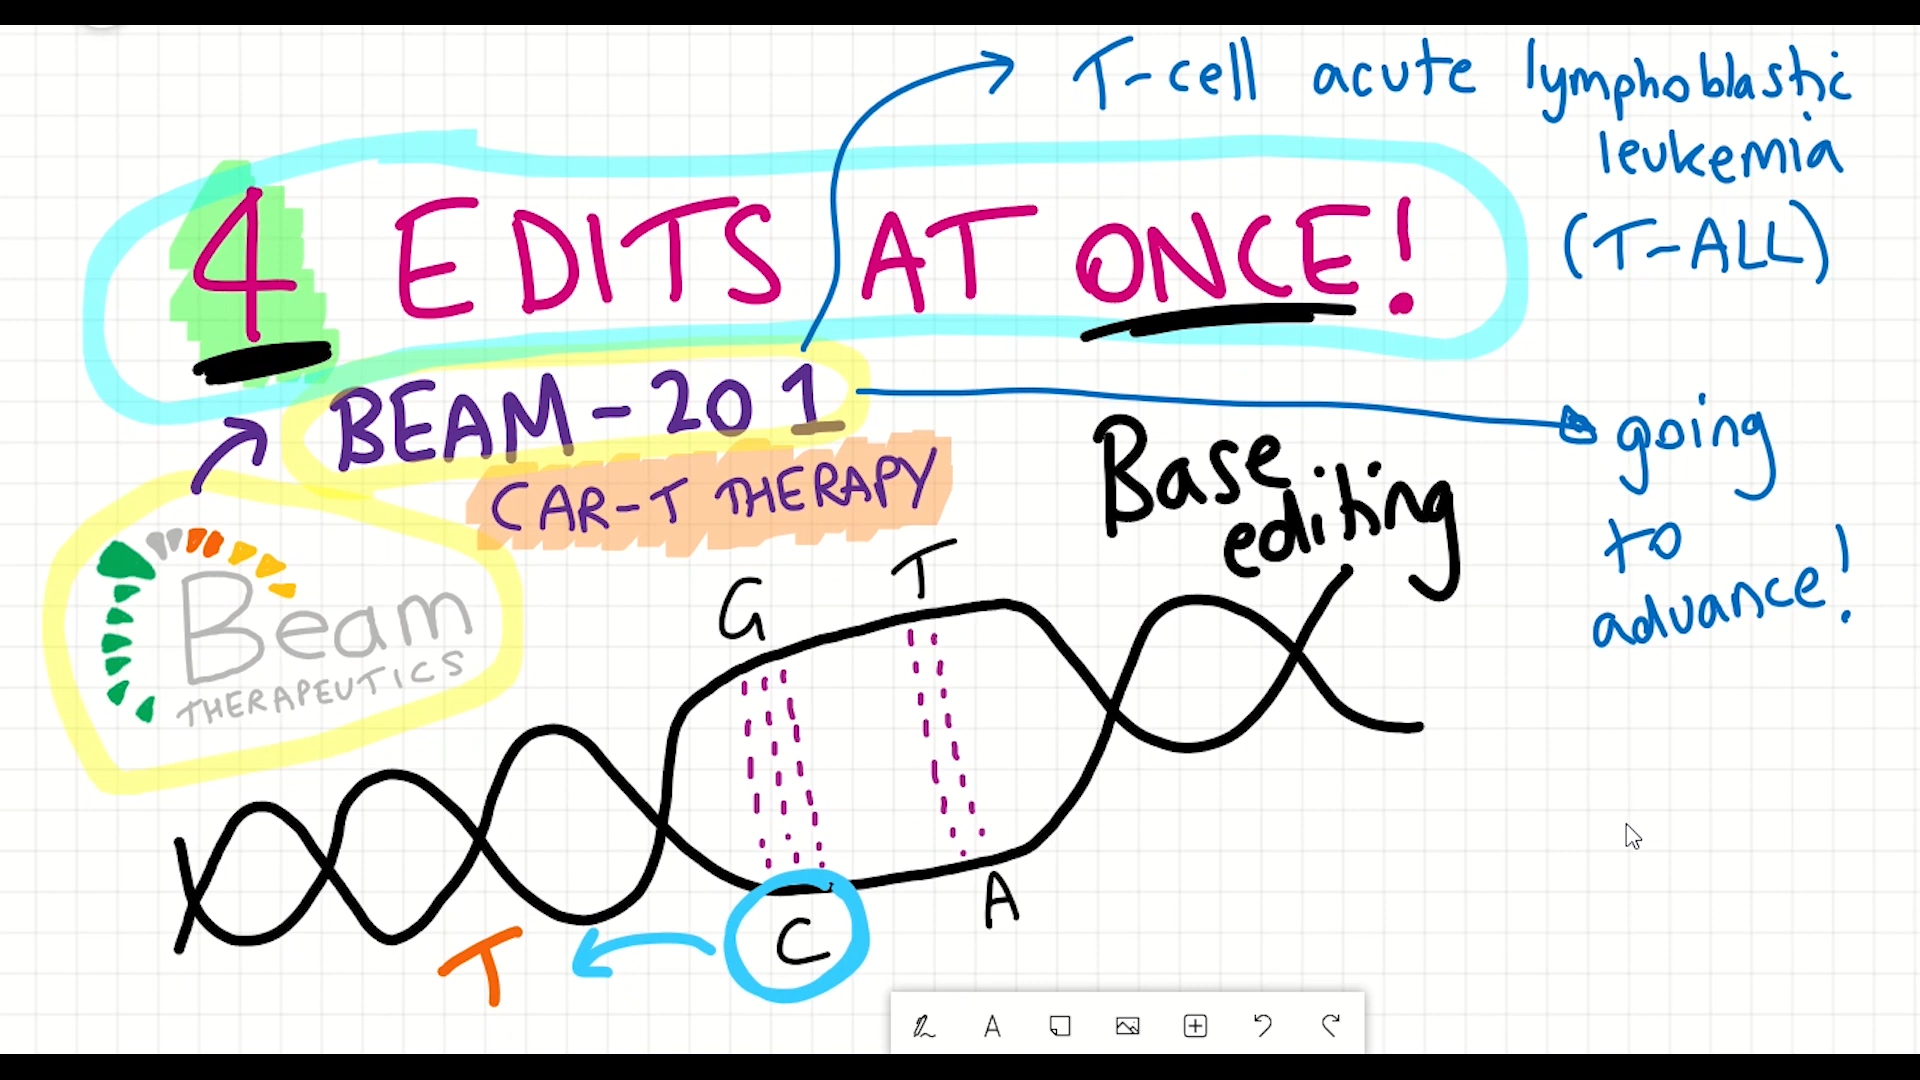 T-cell acute lymphoblastic
leukemia
(T-ALL)
4 EDITS AT ONCE!
BEAM-201
CAR-T THERAPY
going
to
advance!
Base
editing
Beam
THERAPEUTICS
G
T
C
A
T
A